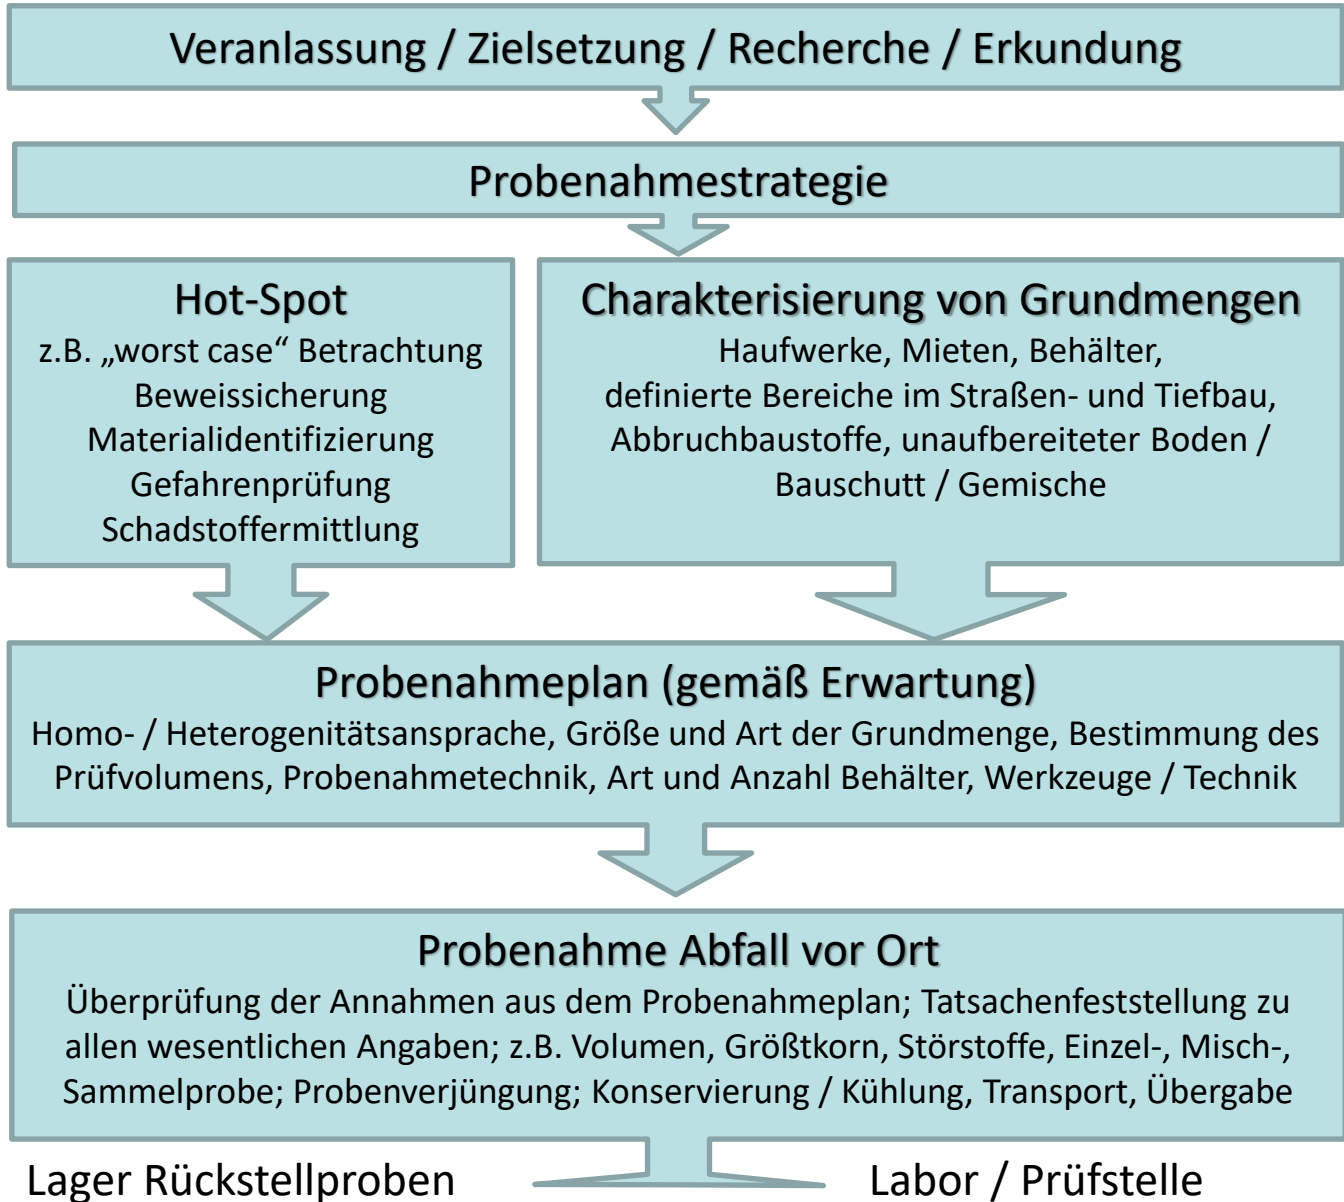 Veranlassung / Zielsetzung / Recherche / Erkundung
Probenahmestrategie
Hot-Spot
z.B. „worst case“ Betrachtung
Beweissicherung
Materialidentifizierung
Gefahrenprüfung
Schadstoffermittlung
Charakterisierung von Grundmengen
Haufwerke, Mieten, Behälter,
definierte Bereiche im Straßen- und Tiefbau,
Abbruchbaustoffe, unaufbereiteter Boden /
Bauschutt / Gemische
Probenahmeplan (gemäß Erwartung)
Homo- / Heterogenitätsansprache, Größe und Art der Grundmenge, Bestimmung des
Prüfvolumens, Probenahmetechnik, Art und Anzahl Behälter, Werkzeuge / Technik
Probenahme Abfall vor Ort
Überprüfung der Annahmen aus dem Probenahmeplan; Tatsachenfeststellung zu
allen wesentlichen Angaben; z.B. Volumen, Größtkorn, Störstoffe, Einzel-, Misch-,
Sammelprobe; Probenverjüngung; Konservierung / Kühlung, Transport, Übergabe
Lager Rückstellproben
Labor / Prüfstelle